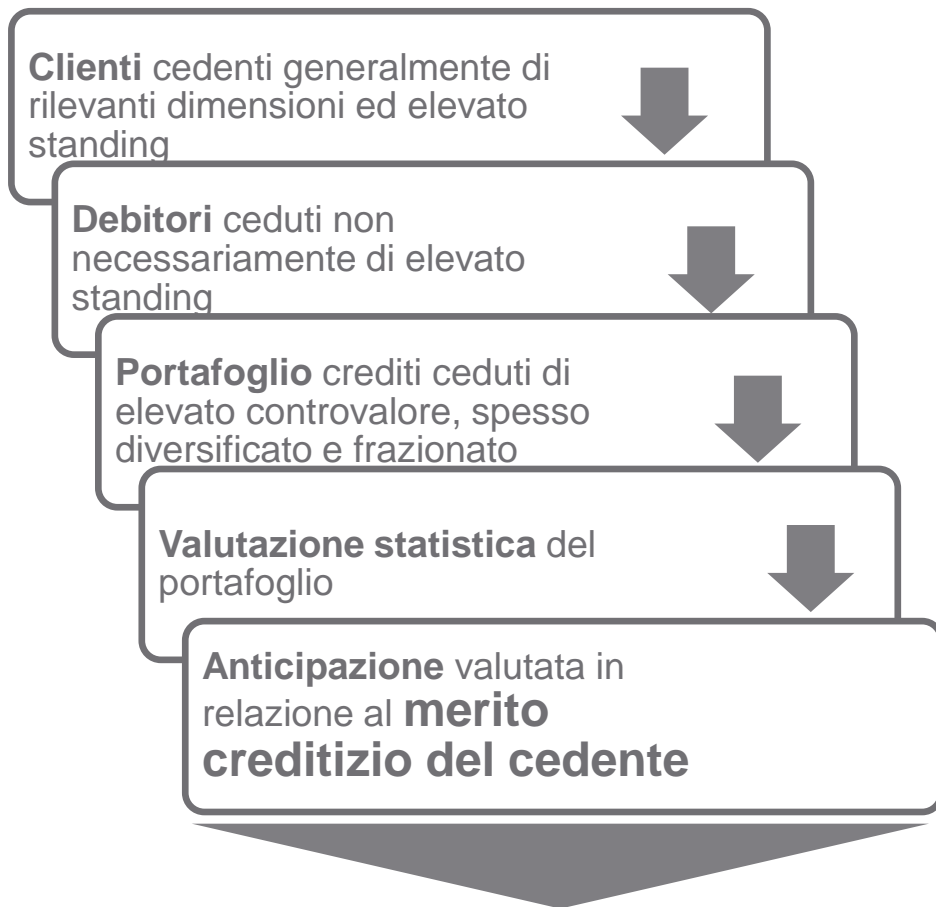 Clienti cedenti generalmente di
rilevanti dimensioni ed elevato
standing
Debitori ceduti non
necessariamente di elevato
standing
Portafoglio crediti ceduti di
elevato controvalore, spesso
diversificato e frazionato
Valutazione statistica del
portafoglio
Anticipazione valutata in
relazione al merito
creditizio del cedente